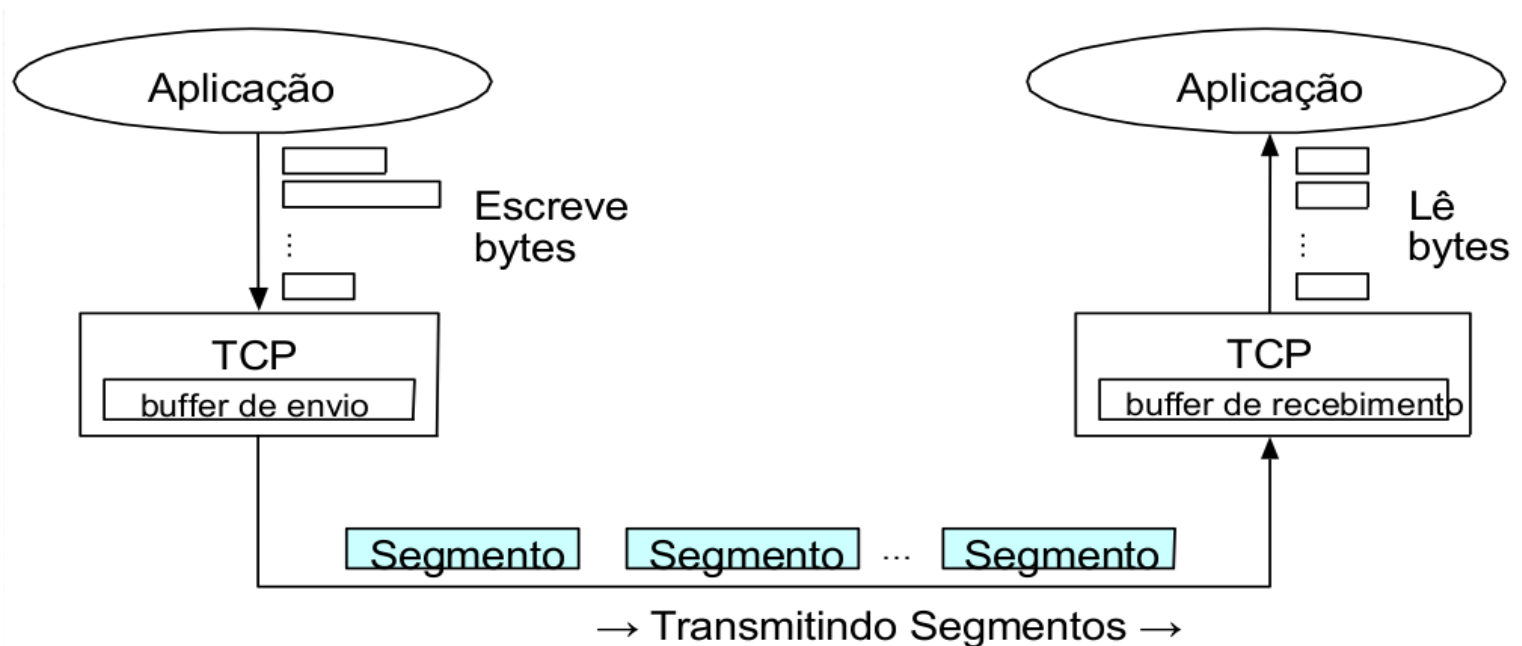 Aplicação
Aplicação
Escreve
bytes
Lê
bytes
TCP
buffer de envio
TCP
buffer de recebimento
Segmento
Segmento
...
Segmento
→ Transmitindo Segmentos →